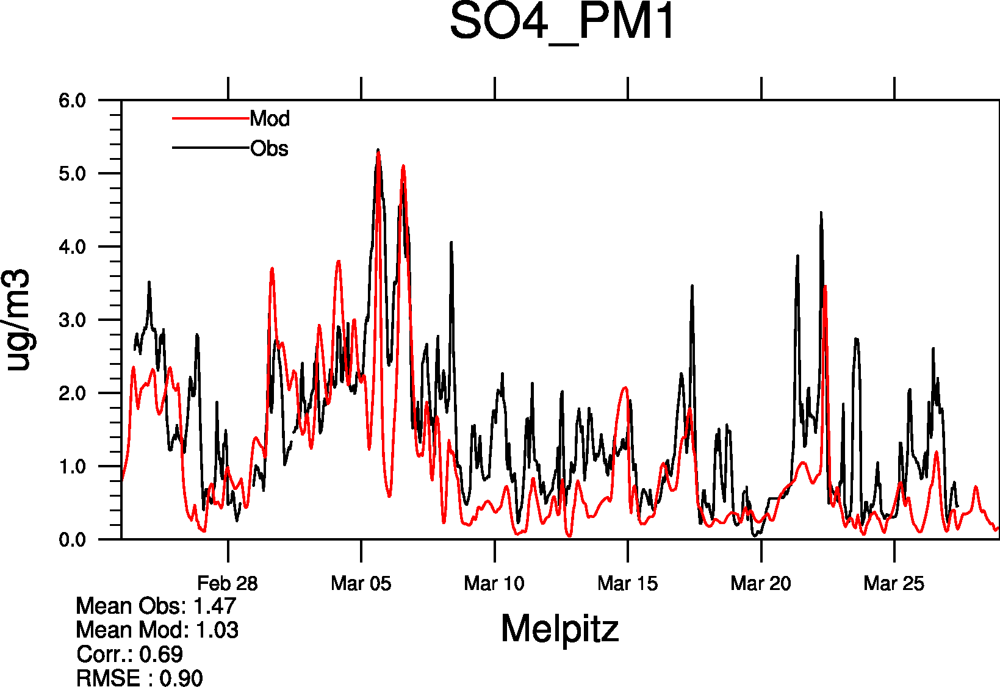 SO4_PM1
6.0
Mod
Obs
5.0
4.0
3.0
2.0
1.0
0.0
ug/m3
Feb 28 Mar 05 Mar 10 Mar 15 Mar 20 Mar 25
Mean Obs: 1.47
Mean Mod: 1.03
Corr.: 0.69
RMSE : 0.90
Melpitz